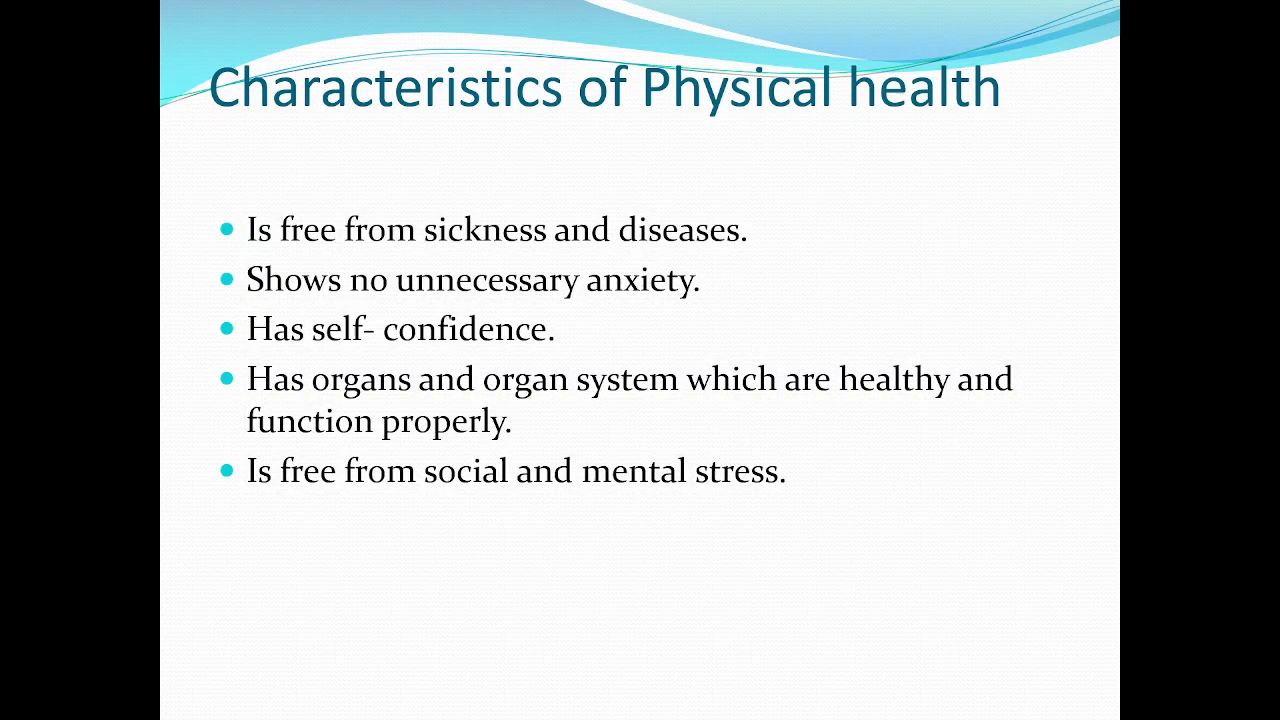 Characteristics of Physical health
Is free from sickness and diseases.
Shows no unnecessary anxiety.
Has self- confidence.
Has organs and organ system which are healthy and
function properly.
Is free from social and mental stress.